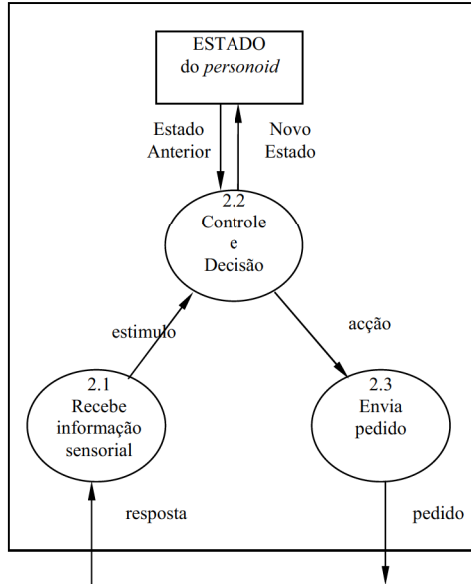 ESTADO
do personoid
Estado
Anterior
Novo
Estado
2.2
Controle
e
Decisão
estimulo
acção
2.1
Recebe
informação
sensorial
2.3
Envia
pedido
resposta
pedido